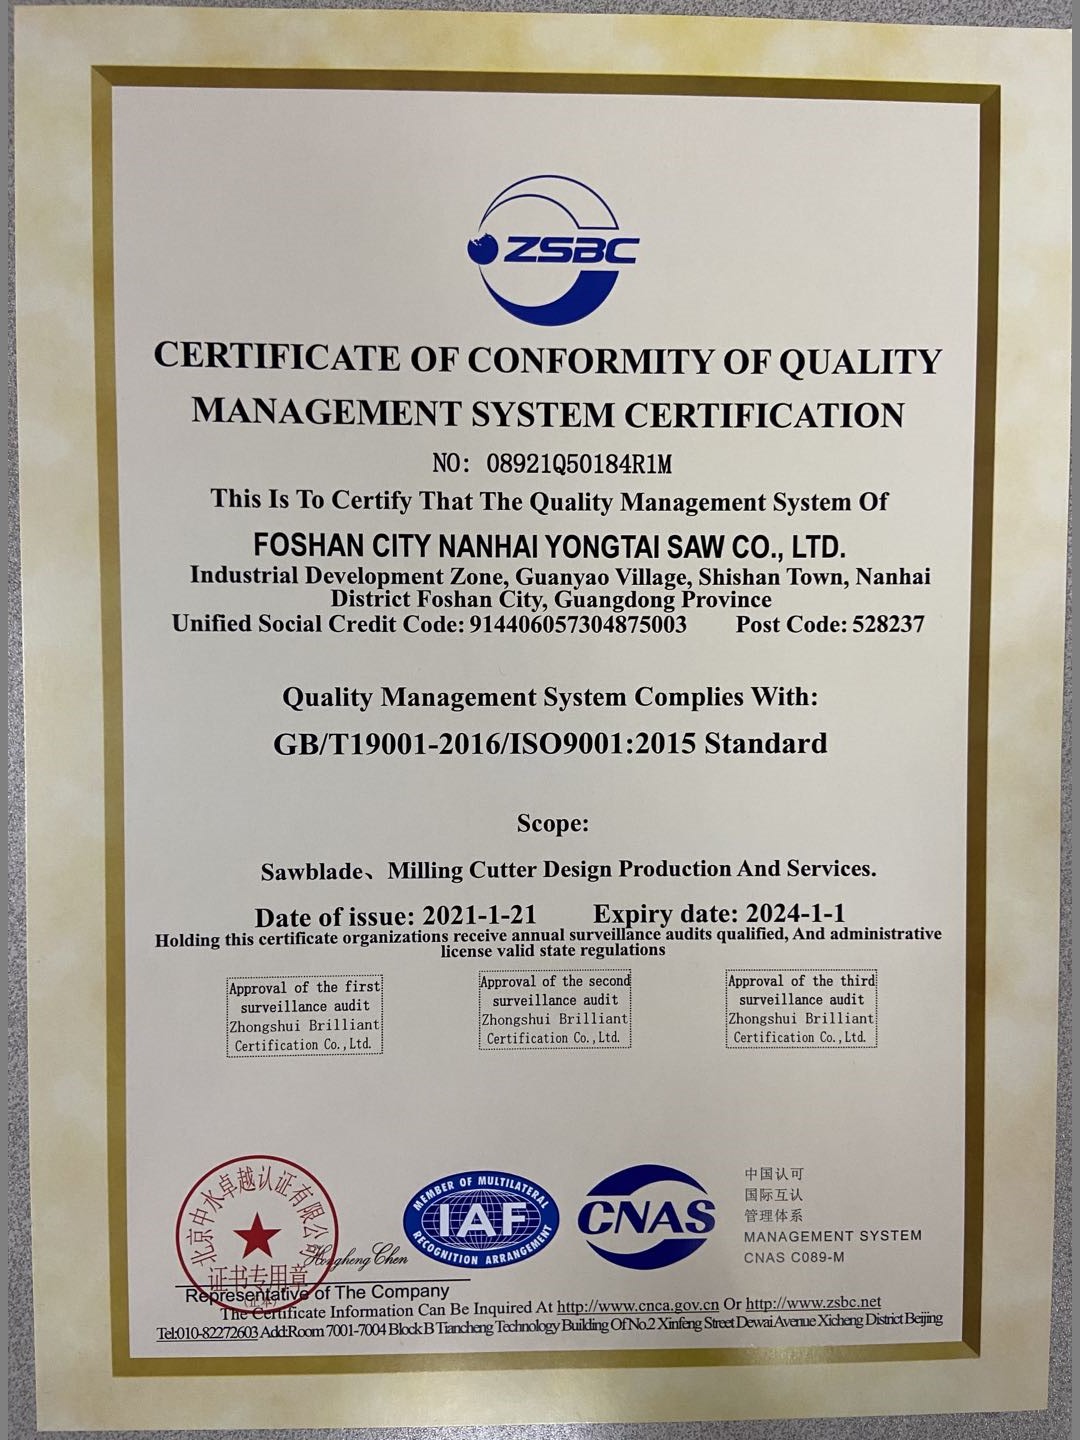 ZSBC
CERTIFICATE OF CONFORMITY OF QUALITY
MANAGEMENT SYSTEM CERTIFICATION
NO: 08921Q50184R1M
This Is To Certify That The Quality Management System Of
FOSHAN CITY NANHAI YONGTAI SAW CO., LTD.
Industrial Development Zone, Guanyao Village, Shishan Town, Nanhai
District Foshan City, Guangdong Province
Unified Social Credit Code: 914406057304875003 Post Code: 528237
Quality Management System Complies With:
GB/T19001-2016/ISO9001:2015 Standard
Scope:
Sawblade、Milling Cutter Design Production And Services.
Date of issue: 2021-1-21 Expiry date: 2024-1-1
Holding this certificate organizations receive annual surveillance audits qualified, And administrative
license valid state regulations
Approval of the first
surveillance audit
Zhongshui Brilliant
Certification Co.,Ltd.
Approval of the second
surveillance audit
Zhongshui Brilliant
Certification Co.,Ltd.
Approval of the third
surveillance audit
Zhongshui Brilliant
Certification Co.,Ltd.
北京中水卓越认证有限公司
证书专用章
(正本)
Hongheng Chen
MEMBER OF MULTILATERAL
IAF
RECOGNITION ARRANGEMENT
CNAS
中国认可
国际互认
管理体系
MANAGEMENT SYSTEM
CNAS C089-M
Representative of The Company
The Certificate Information Can Be Inquired At http://www.cnca.gov.cn Or http://www.zsbc.net
Tel:010-82272603 Add:Room 7001-7004 Block B Tiancheng Technology Building Of No.2 Xinfeng Street Dewai Avenue Xicheng District Beijing